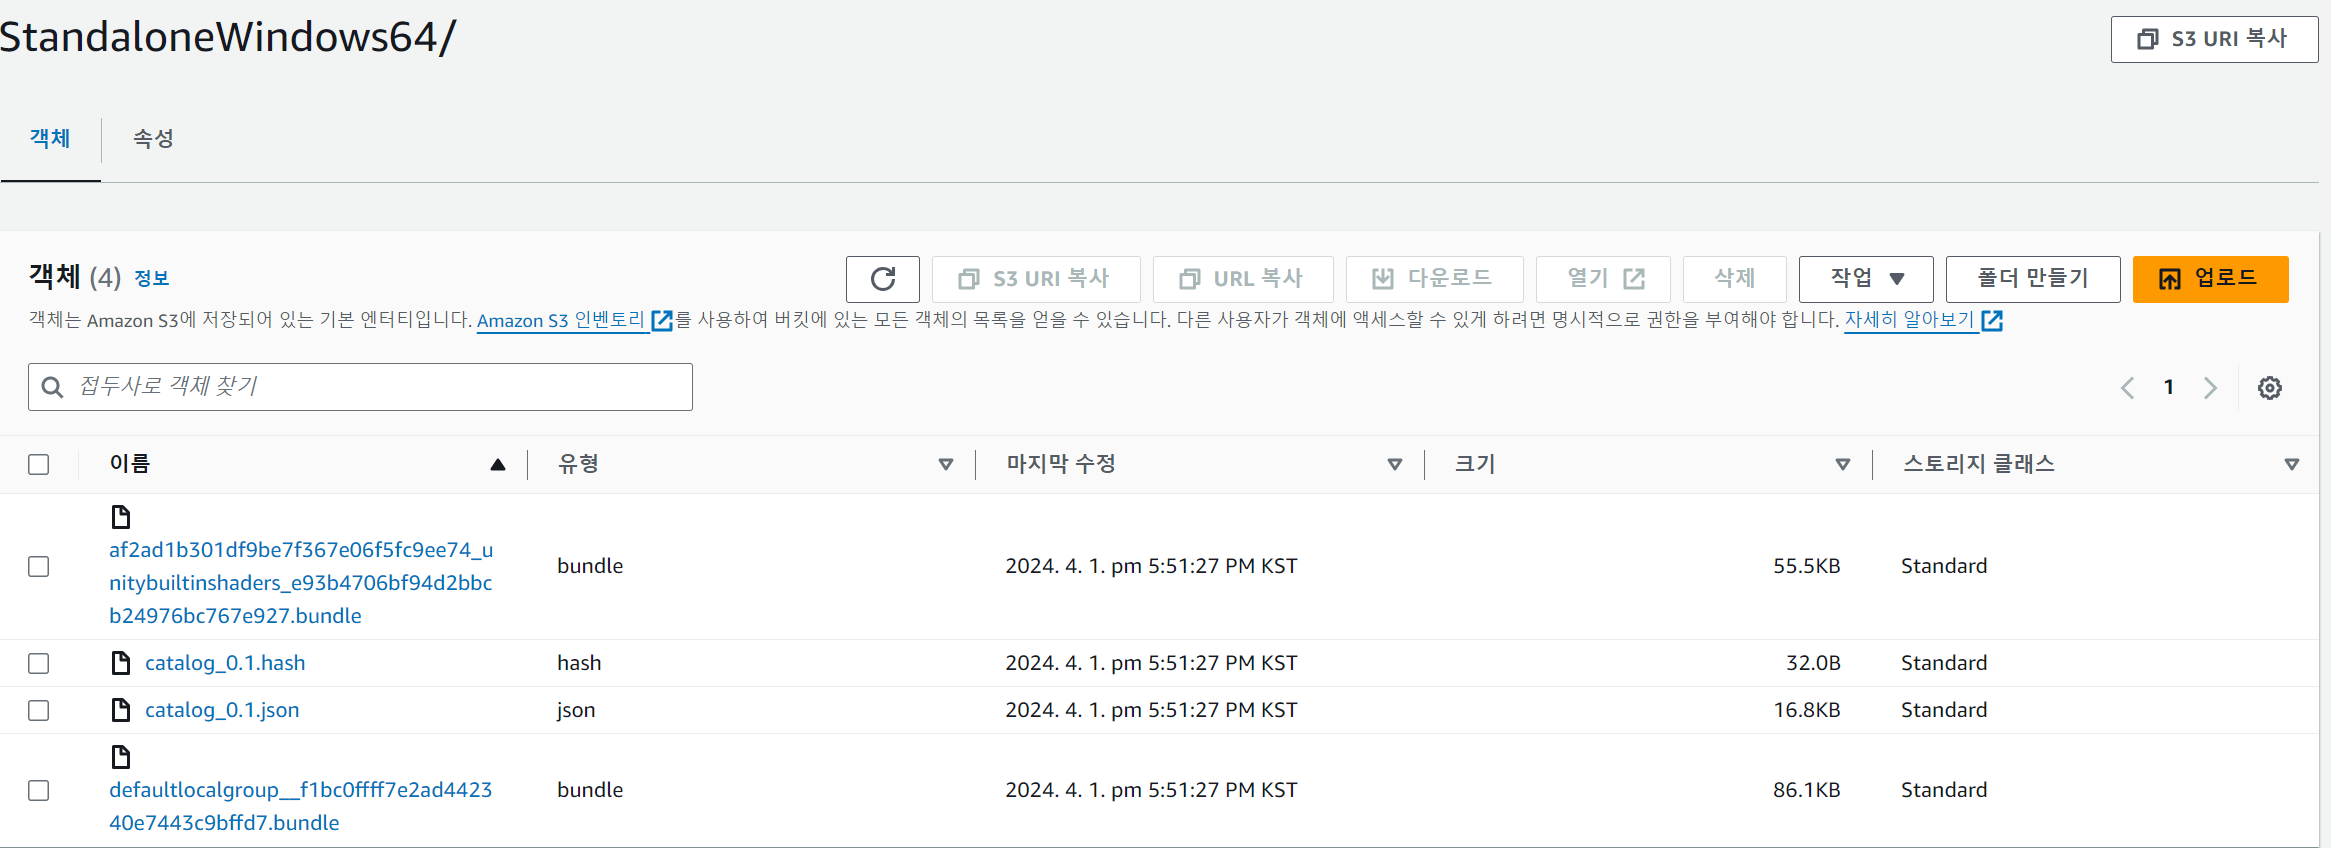 StandaloneWindows64/
S3 URI 복사
객체
속성
객체 (4) 정보
S3 URI 복사
URL 복사
다운로드
열기
삭제
작업
폴더 만들기
업로드
객체는 Amazon S3에 저장되어 있는 기본 엔터티입니다. Amazon S3 인벤토리를 사용하여 버킷에 있는 모든 객체의 목록을 얻을 수 있습니다. 다른 사용자가 객체에 액세스할 수 있게 하려면 명시적으로 권한을 부여해야 합니다. 자세히 알아보기
접두사로 객체 찾기
1
이름 유형 마지막 수정 크기 스토리지 클래스
af2ad1b301df9be7f367e06f5fc9ee74_u
nitybuiltinshaders_e93b4706bf94d2bbc
b24976bc767e927.bundle
bundle 2024. 4. 1. pm 5:51:27 PM KST 55.5KB Standard
catalog_0.1.hash hash 2024. 4. 1. pm 5:51:27 PM KST 32.0B Standard
catalog_0.1.json json 2024. 4. 1. pm 5:51:27 PM KST 16.8KB Standard
defaultlocalgroup__f1bc0ffff7e2ad4423
40e7443c9bffd7.bundle
bundle 2024. 4. 1. pm 5:51:27 PM KST 86.1KB Standard